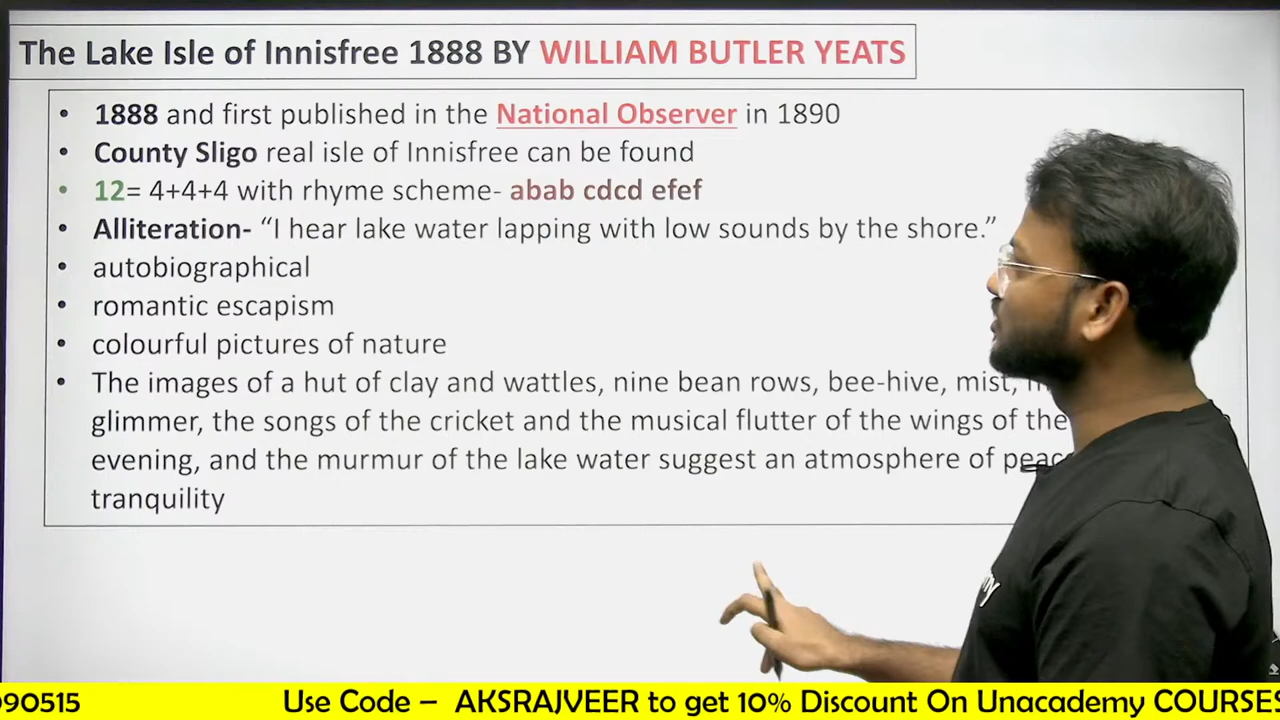 The Lake Isle of Innisfree 1888 BY WILLIAM BUTLER YEATS
• 1888 and first published in the National Observer in 1890
• County Sligo real isle of Innisfree can be found
• 12= 4+4+4 with rhyme scheme- abab cdcd efef
• Alliteration- “I hear lake water lapping with low sounds by the shore.”
• autobiographical
• romantic escapism
• colourful pictures of nature
• The images of a hut of clay and wattles, nine bean rows, bee-hive, mist,
glimmer, the songs of the cricket and the musical flutter of the wings of the
evening, and the murmur of the lake water suggest an atmosphere of
tranquility
090515 Use Code – AKSRAJVEER to get 10% Discount On Unacademy COURSES